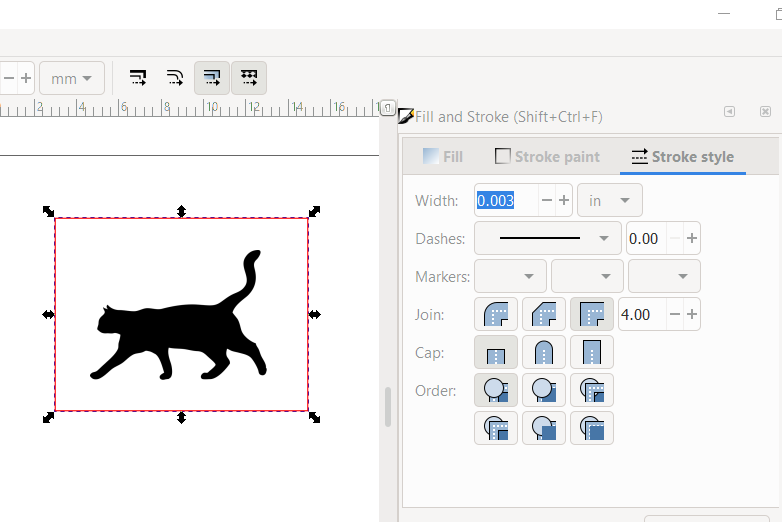 mm
2 4 6 8 10 12 14 16
Fill and Stroke (Shift+Ctrl+F)
Fill Stroke paint Stroke style
Width: 0.003 in
Dashes: 0.00
Markers:
Join: 4.00
Cap:
Order: